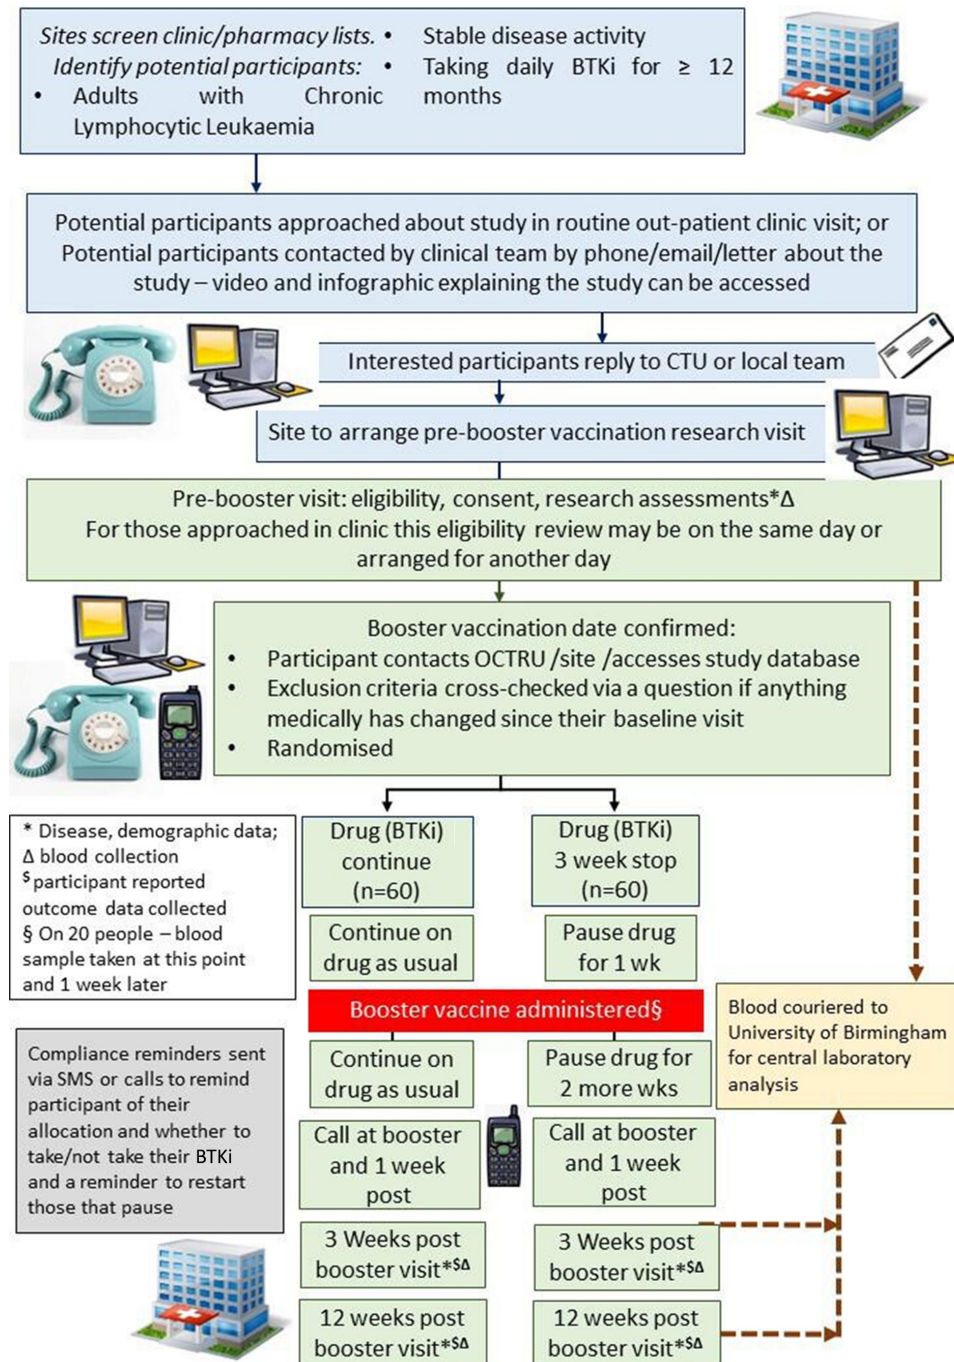 Sites screen clinic/pharmacy lists.
Identify potential participants:
• Adults with Chronic
Lymphocytic Leukaemia
• Stable disease activity
• Taking daily BTKi for ≥ 12
months
Potential participants approached about study in routine out-patient clinic visit; or
Potential participants contacted by clinical team by phone/email/letter about the
study – video and infographic explaining the study can be accessed
Interested participants reply to CTU or local team
Site to arrange pre-booster vaccination research visit
Pre-booster visit: eligibility, consent, research assessments*Δ
For those approached in clinic this eligibility review may be on the same day or
arranged for another day
Booster vaccination date confirmed:
• Participant contacts OCTRU /site /accesses study database
• Exclusion criteria cross-checked via a question if anything
medically has changed since their baseline visit
• Randomised
* Disease, demographic data;
Δ blood collection
$ participant reported
outcome data collected
§ On 20 people – blood
sample taken at this point
and 1 week later
Drug (BTKi)
continue
(n=60)
Drug (BTKi)
3 week stop
(n=60)
Continue on
drug as usual
Pause drug
for 1 wk
Booster vaccine administered§
Blood couriered to
University of Birmingham
for central laboratory
analysis
Compliance reminders sent
via SMS or calls to remind
participant of their
allocation and whether to
take/not take their BTKi
and a reminder to restart
those that pause
Continue on
drug as usual
Pause drug for
2 more wks
Call at booster
and 1 week
post
Call at booster
and 1 week
post
3 Weeks post
booster visit*$Δ
3 Weeks post
booster visit*$Δ
12 weeks post
booster visit*$Δ
12 weeks post
booster visit*$Δ